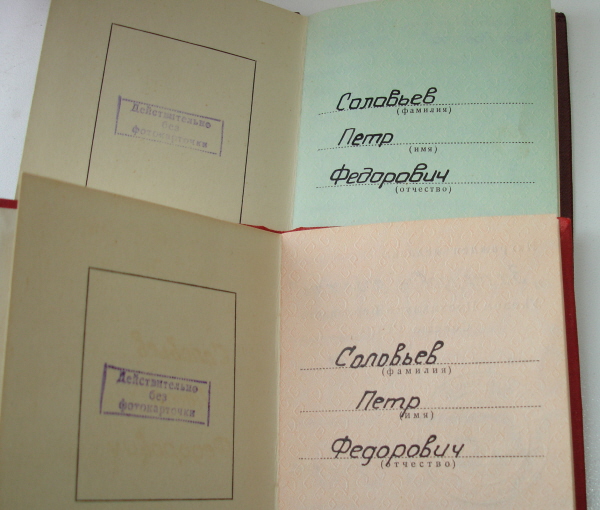 Действительно
без
фотокарточки
Соловьев
(фамилия)
Петр
(имя)
Федорович
(отчество)
Действительно
без
фотокарточки
Соловьев
(фамилия)
Петр
(имя)
Федорович
(отчество)